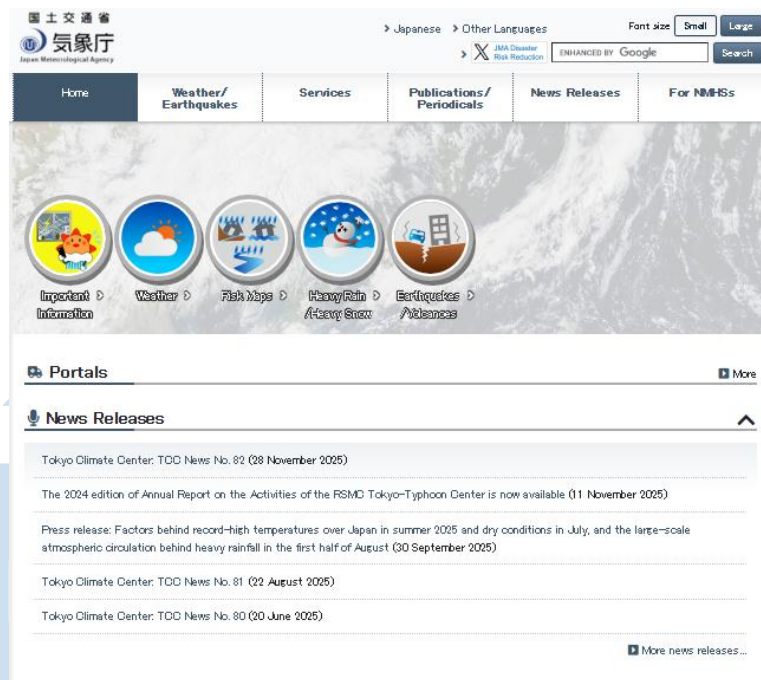 国土交通省
気象庁
Japan Meteorological Agency
Japanese
Other Languages
Font size
Small
Large
JMA Disaster
Risk Reduction
ENHANCED BY Google
Search
Home
Weather/
Earthquakes
Services
Publications/
Periodicals
News Releases
For NMHSs
Important
Information
Weather
Risk Maps
Heavy Rain
/Heavy Snow
Earthquakes
/Volcanoes
Portals
More
News Releases
Tokyo Climate Center: TCC News No. 82 (28 November 2025)
The 2024 edition of Annual Report on the Activities of the RSMC Tokyo-Typhoon Center is now available (11 November 2025)
Press release: Factors behind record-high temperatures over Japan in summer 2025 and dry conditions in July, and the large-scale
atmospheric circulation behind heavy rainfall in the first half of August (30 September 2025)
Tokyo Climate Center: TCC News No. 81 (22 August 2025)
Tokyo Climate Center: TCC News No. 80 (20 June 2025)
More news releases...